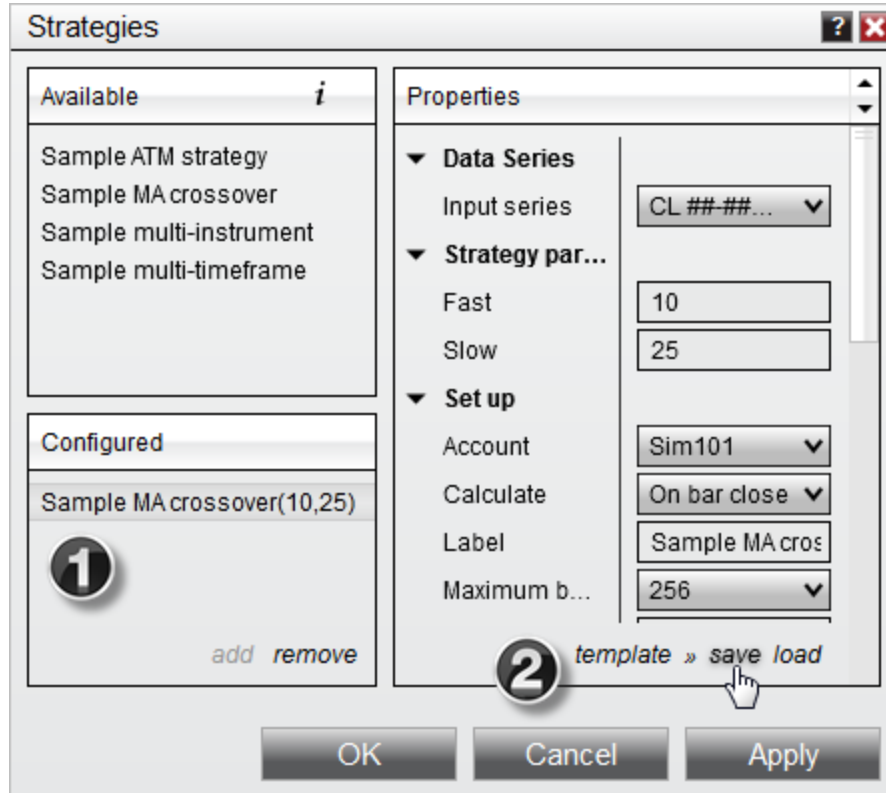 Strategies
?
Available i
Sample ATM strategy
Sample MA crossover
Sample multi-instrument
Sample multi-timeframe
Configured
Sample MA crossover(10,25)
1
add remove
Properties
Data Series
Input series CL ##-##...
Strategy par...
Fast 10
Slow 25
Set up
Account Sim101
Calculate On bar close
Label Sample MA cros
Maximum b... 256
2
template » save load
OK Cancel Apply